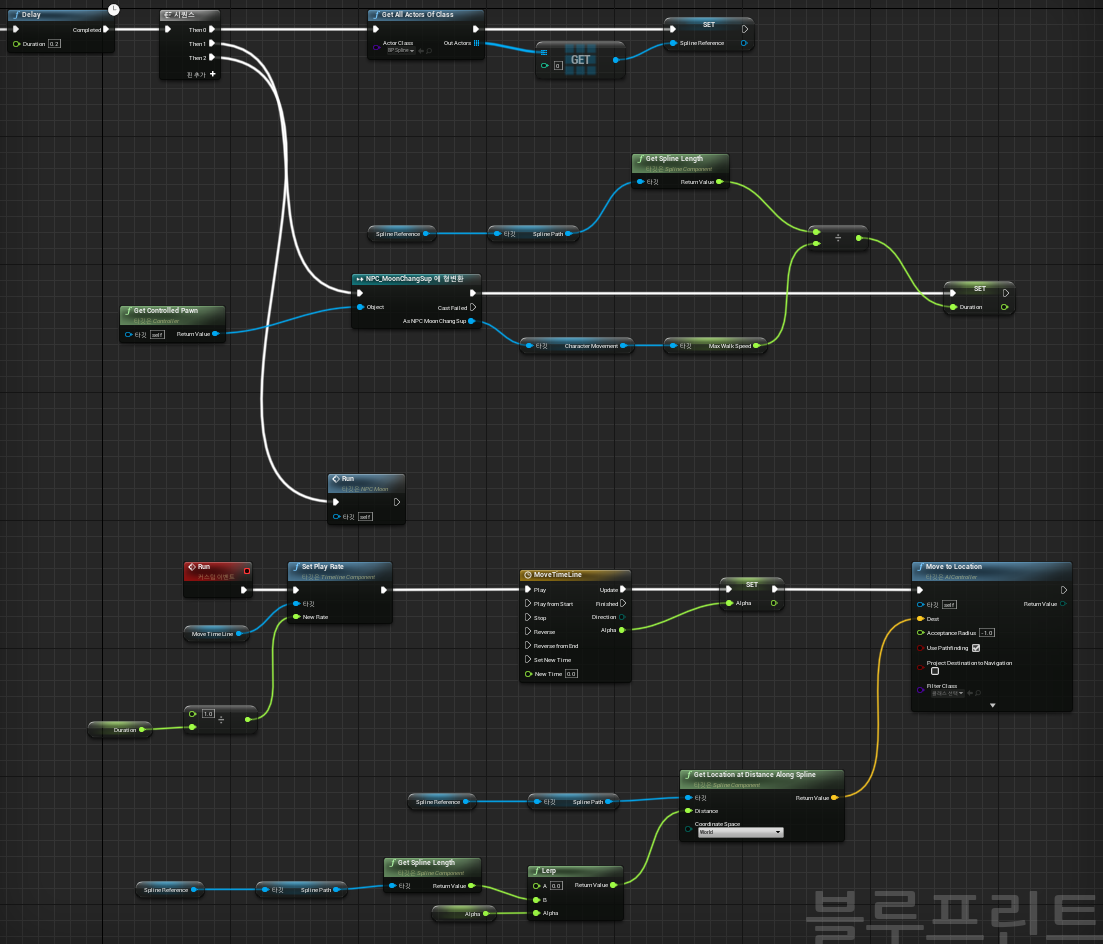 Delay
Completed
Duration 0.2
시퀀스
Then 0
Then 1
Then 2
핀 추가 +
Get All Actors Of Class
Actor Class
BP Spline
Out Actors
0
GET
SET
Spline Reference
Get Spline Length
타깃은 Spline Component
타깃
Return Value
Spline Reference
타깃
Spline Path
÷
NPC_MoonChangSup 에 형변환
Object
Cast Failed
As NPC Moon Chang Sup
SET
Duration
Get Controlled Pawn
타깃은 Controller
타깃 self
Return Value
타깃
Character Movement
타깃
Max Walk Speed
Run
타깃은 NPC Moon
타깃 self
Run
커스텀 이벤트
Set Play Rate
타깃은 Timeline Component
타깃
New Rate
Move Time Line
Duration
1.0
÷
MoveTimeLine
Play
Update
Play from Start
Finished
Stop
Direction
Reverse
Alpha
Reverse from End
Set New Time
New Time 0.0
SET
Alpha
Move to Location
타깃은 AIController
타깃 self
Return Value
Dest
Acceptance Radius -1.0
Use Pathfinding
Project Destination to Navigation
Filter Class
클래스 선택
Get Location at Distance Along Spline
타깃은 Spline Component
타깃
Return Value
Distance
Coordinate Space
World
Spline Reference
타깃
Spline Path
Get Spline Length
타깃은 Spline Component
타깃
Return Value
Spline Reference
타깃
Spline Path
Lerp
A 0.0
Return Value
B
Alpha
Alpha
블루프린트